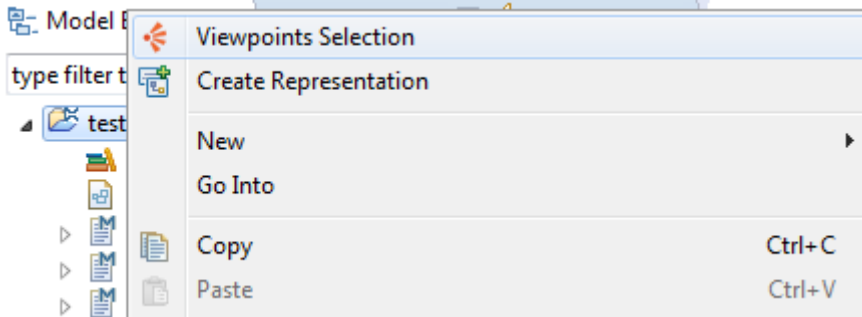 Model E
Viewpoints Selection
type filter t
Create Representation
test
New
Go Into
Copy Ctrl+C
Paste Ctrl+V